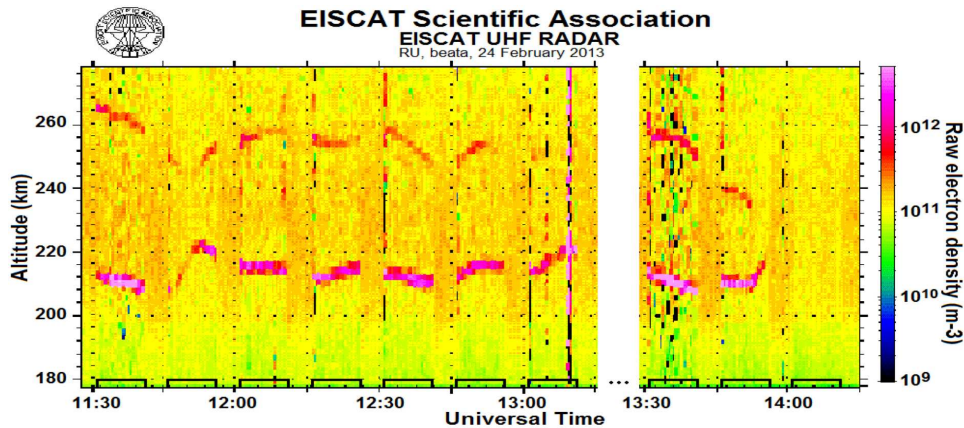 EISCAT Scientific Association
EISCAT UHF RADAR
RU, beata, 24 February 2013
260
240
220
200
180
Altitude (km)
11:30
12:00
12:30
13:00
...
13:30
14:00
Universal Time
10¹²
10¹¹
10¹⁰
10⁹
Raw electron density (m-3)